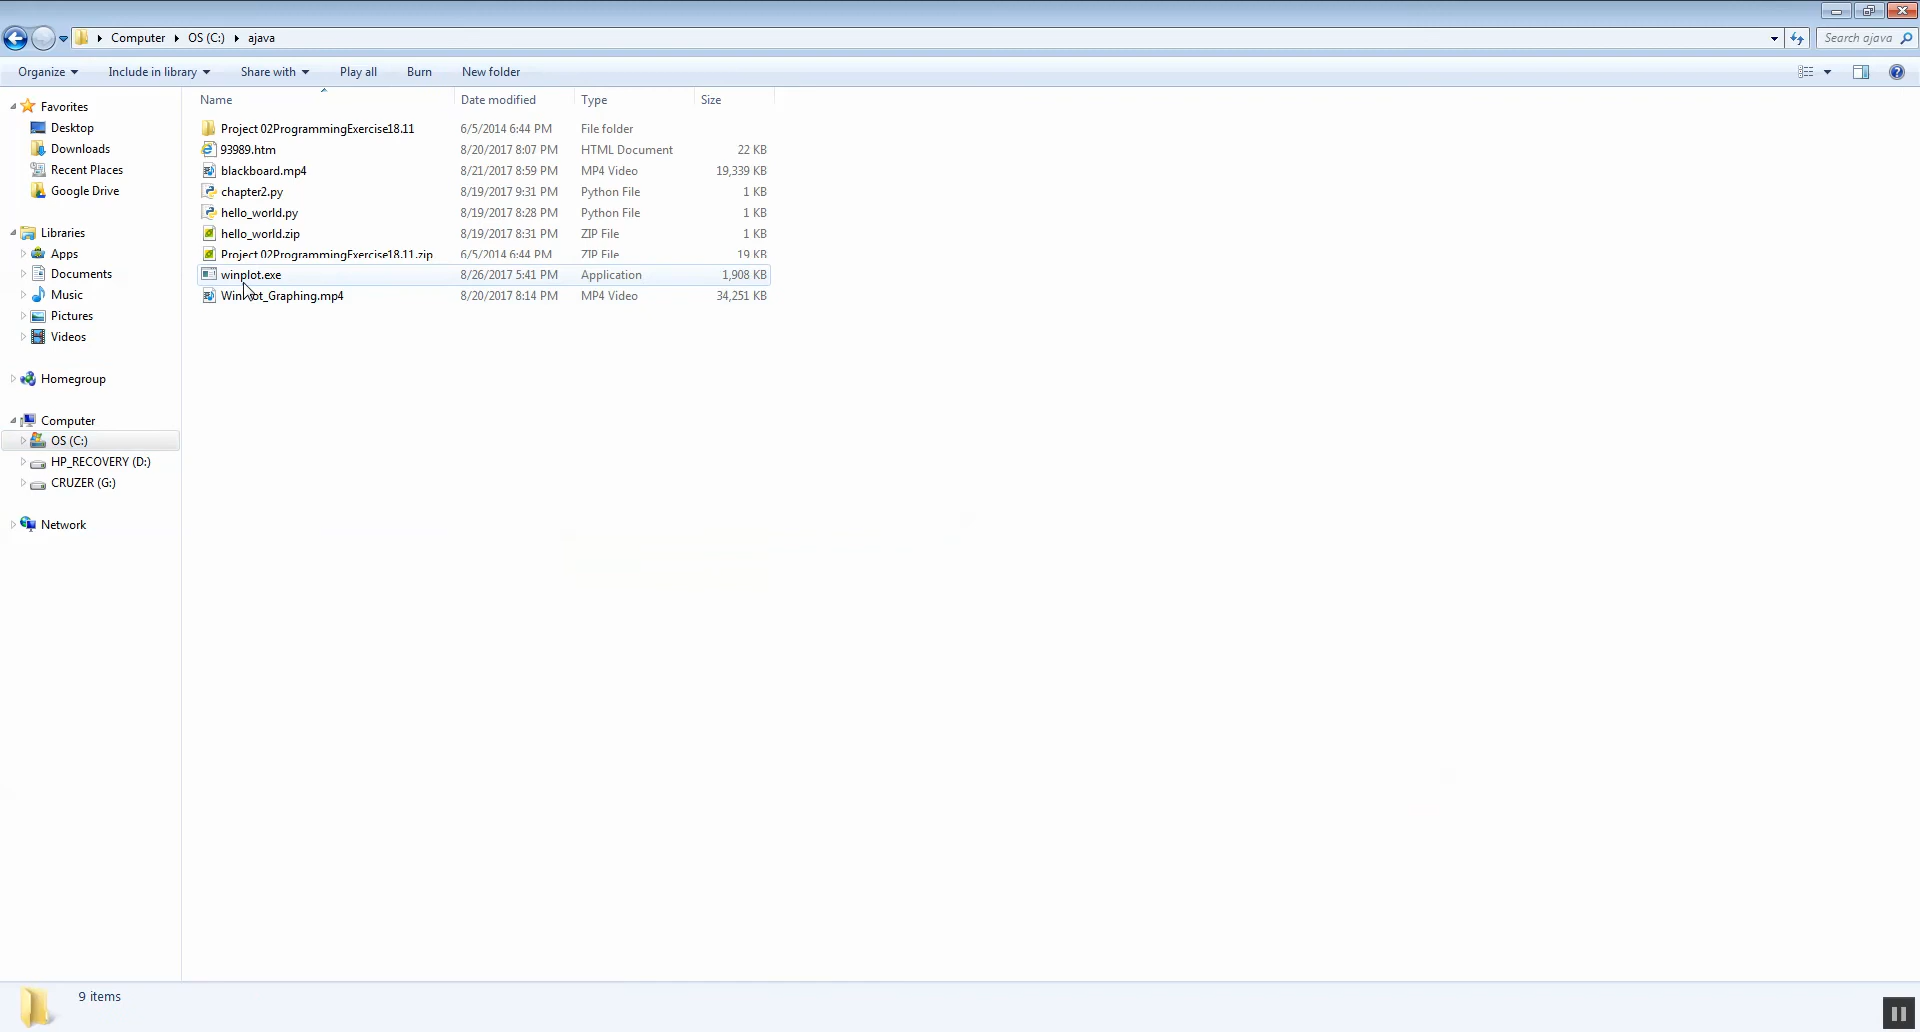 Computer OS (C:) ajava Search ajava
Organize Include in library Share with Play all Burn New folder
Favorites
Desktop
Downloads
Recent Places
Google Drive
Libraries
Apps
Documents
Music
Pictures
Videos
Homegroup
Computer
OS (C:)
HP_RECOVERY (D:)
CRUZER (G:)
Network
Name Date modified Type Size
Project 02ProgrammingExercise18.11 6/5/2014 6:44 PM File folder
93989.htm 8/20/2017 8:07 PM HTML Document 22 KB
blackboard.mp4 8/21/2017 8:59 PM MP4 Video 19,339 KB
chapter2.py 8/19/2017 9:31 PM Python File 1 KB
hello_world.py 8/19/2017 8:28 PM Python File 1 KB
hello_world.zip 8/19/2017 8:31 PM ZIP File 1 KB
Project 02ProgrammingExercise18.11.zip 6/5/2014 6:44 PM ZIP File 19 KB
winplot.exe 8/26/2017 5:41 PM Application 1,908 KB
Winplot_Graphing.mp4 8/20/2017 8:14 PM MP4 Video 34,251 KB
9 items